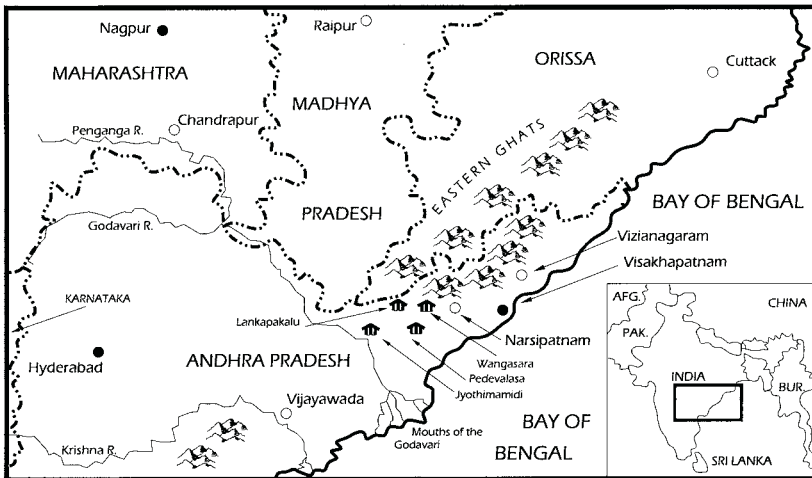 Nagpur
Raipur
ORISSA
Cuttack
MAHARASHTRA
MADHYA
Chandrapur
Penganga R.
EASTERN GHATS
PRADESH
BAY OF BENGAL
Godavari R.
Vizianagaram
Visakhapatnam
KARNATAKA
Lankapakalu
Narsipatnam
Hyderabad
ANDHRA PRADESH
Wangasara
Pedevalasa
Jyothimamidi
Vijayawada
Krishna R.
Mouths of the
Godavari
BAY OF
BENGAL
AFG.
CHINA
PAK.
INDIA
BUR.
SRI LANKA